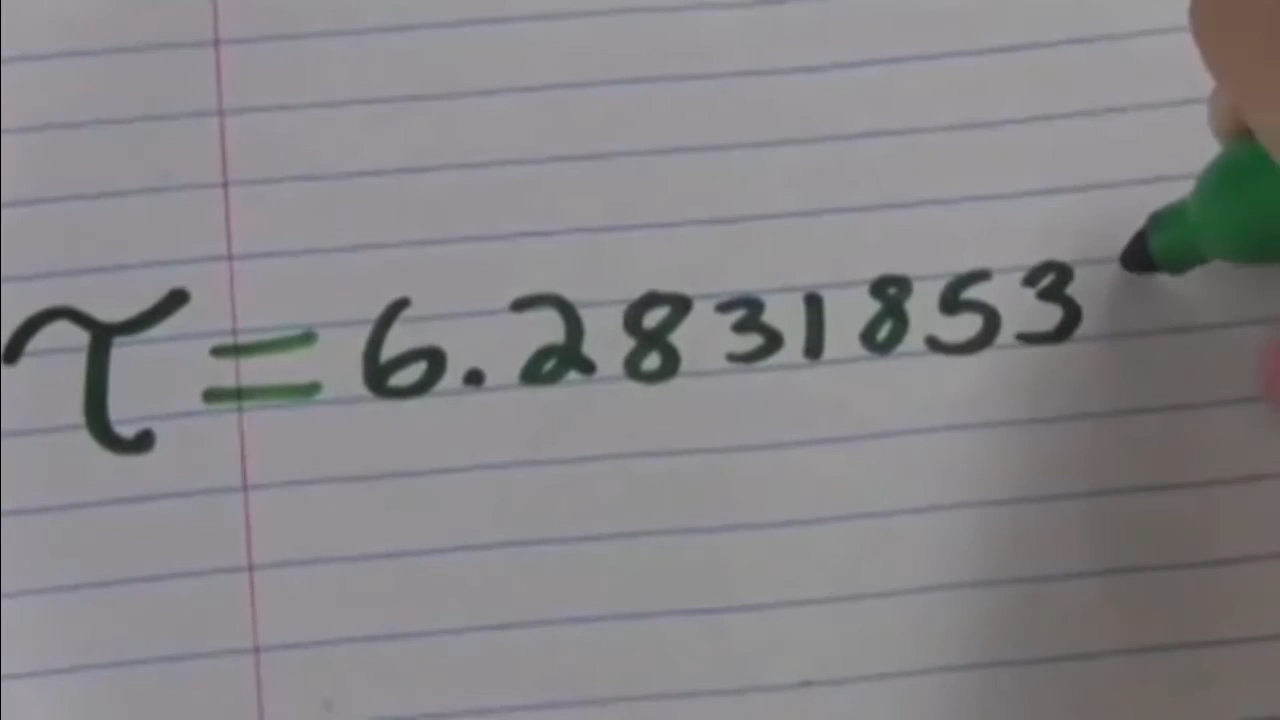 τ = 6.2831853